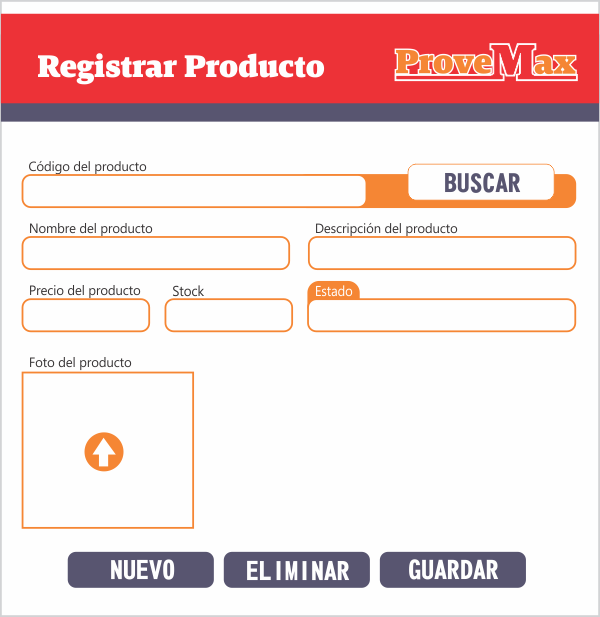 Registrar Producto
ProveMax
Código del producto
BUSCAR
Nombre del producto
Descripción del producto
Precio del producto
Stock
Estado
Foto del producto
NUEVO
ELIMINAR
GUARDAR